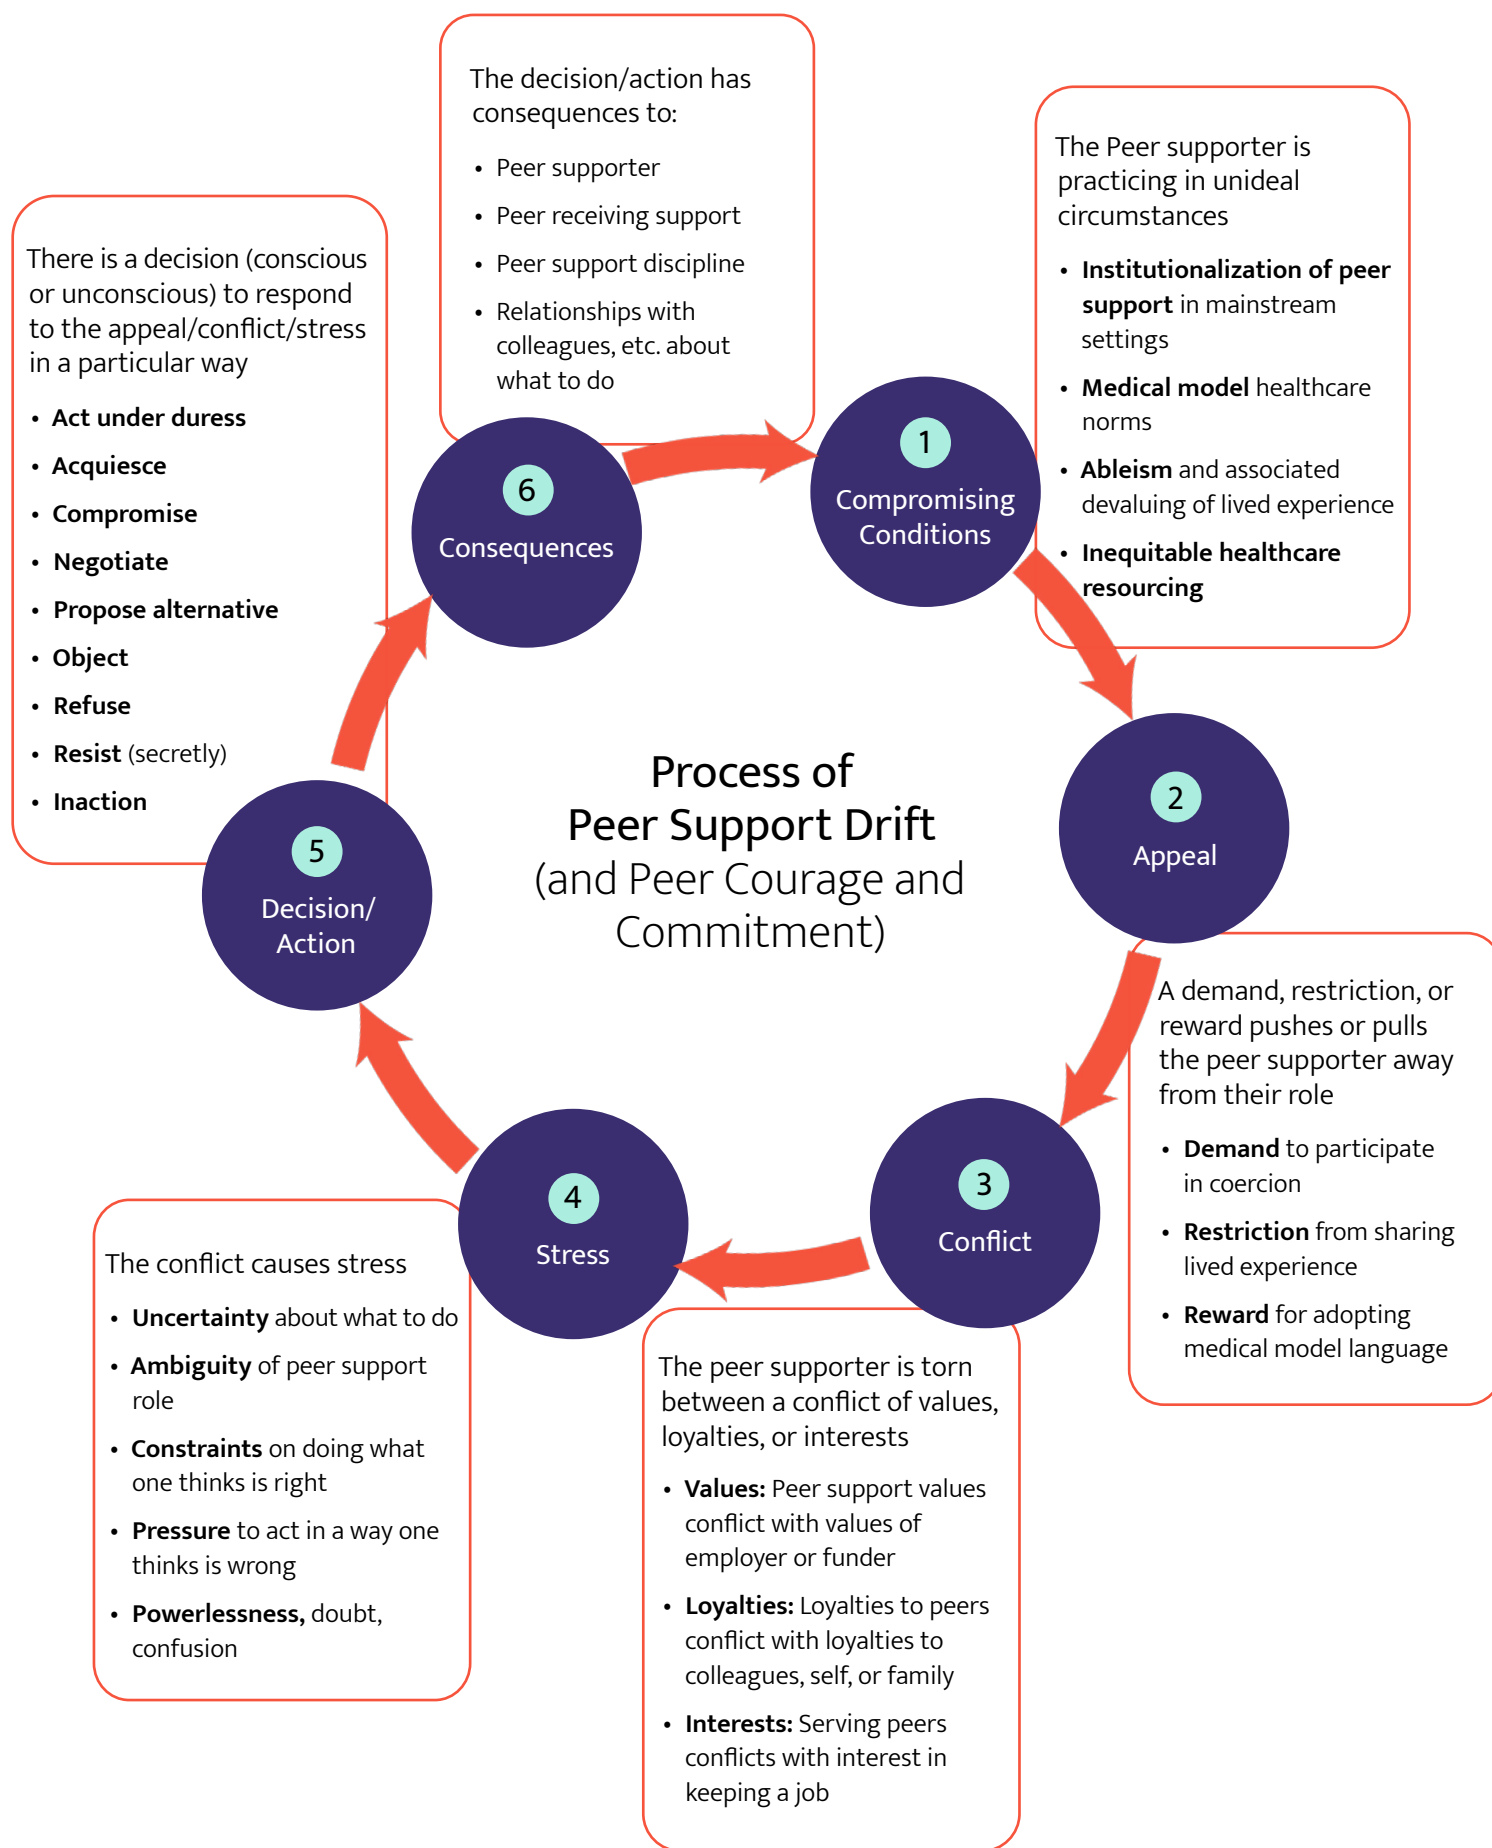 Process of
Peer Support Drift
(and Peer Courage and
Commitment)
1
Compromising
Conditions
The Peer supporter is
practicing in unideal
circumstances
• Institutionalization of peer
support in mainstream
settings
• Medical model healthcare
norms
• Ableism and associated
devaluing of lived experience
• Inequitable healthcare
resourcing
2
Appeal
A demand, restriction, or
reward pushes or pulls
the peer supporter away
from their role
• Demand to participate
in coercion
• Restriction from sharing
lived experience
• Reward for adopting
medical model language
3
Conflict
The peer supporter is torn
between a conflict of values,
loyalties, or interests
• Values: Peer support values
conflict with values of
employer or funder
• Loyalties: Loyalties to peers
conflict with loyalties to
colleagues, self, or family
• Interests: Serving peers
conflicts with interest in
keeping a job
4
Stress
The conflict causes stress
• Uncertainty about what to do
• Ambiguity of peer support
role
• Constraints on doing what
one thinks is right
• Pressure to act in a way one
thinks is wrong
• Powerlessness, doubt,
confusion
5
Decision/
Action
There is a decision (conscious
or unconscious) to respond
to the appeal/conflict/stress
in a particular way
• Act under duress
• Acquiesce
• Compromise
• Negotiate
• Propose alternative
• Object
• Refuse
• Resist (secretly)
• Inaction
6
Consequences
The decision/action has
consequences to:
• Peer supporter
• Peer receiving support
• Peer support discipline
• Relationships with
colleagues, etc. about
what to do